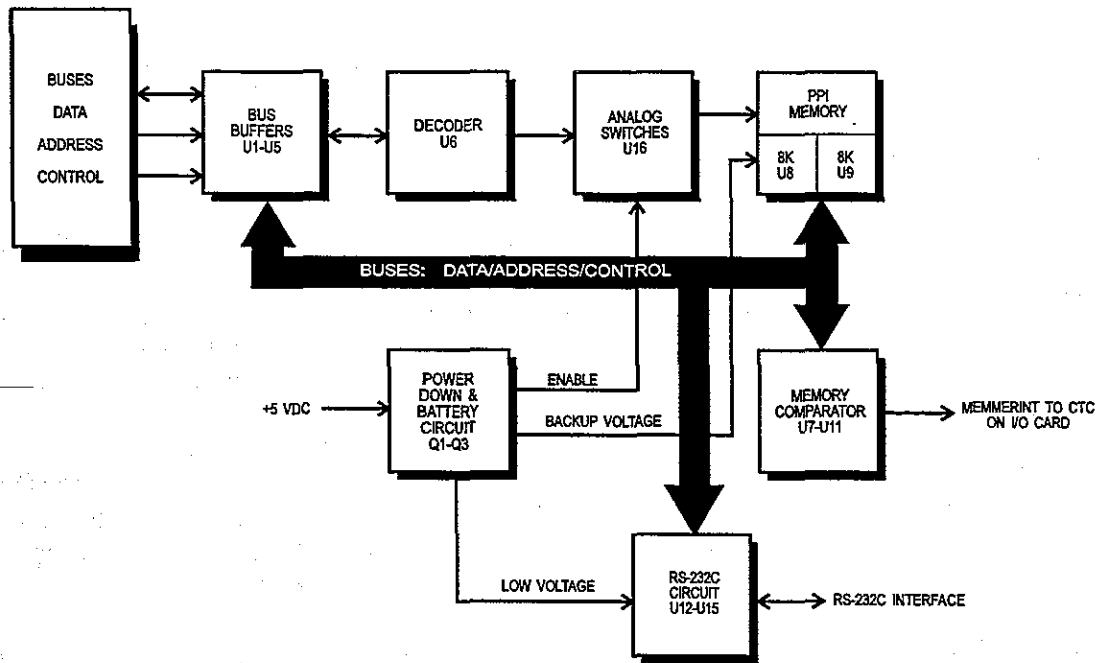 BUSES
DATA
ADDRESS
CONTROL
BUS
BUFFERS
U1-U5
DECODER
U6
ANALOG
SWITCHES
U16
PPI
MEMORY
8K
U8
8K
U9
BUSES: DATA/ADDRESS/CONTROL
+5 VDC
POWER
DOWN &
BATTERY
CIRCUIT
Q1-Q3
ENABLE
BACKUP VOLTAGE
MEMORY
COMPARATOR
U7-U11
MEMMERINT TO CTC
ON I/O CARD
LOW VOLTAGE
RS-232C
CIRCUIT
U12-U15
RS-232C INTERFACE